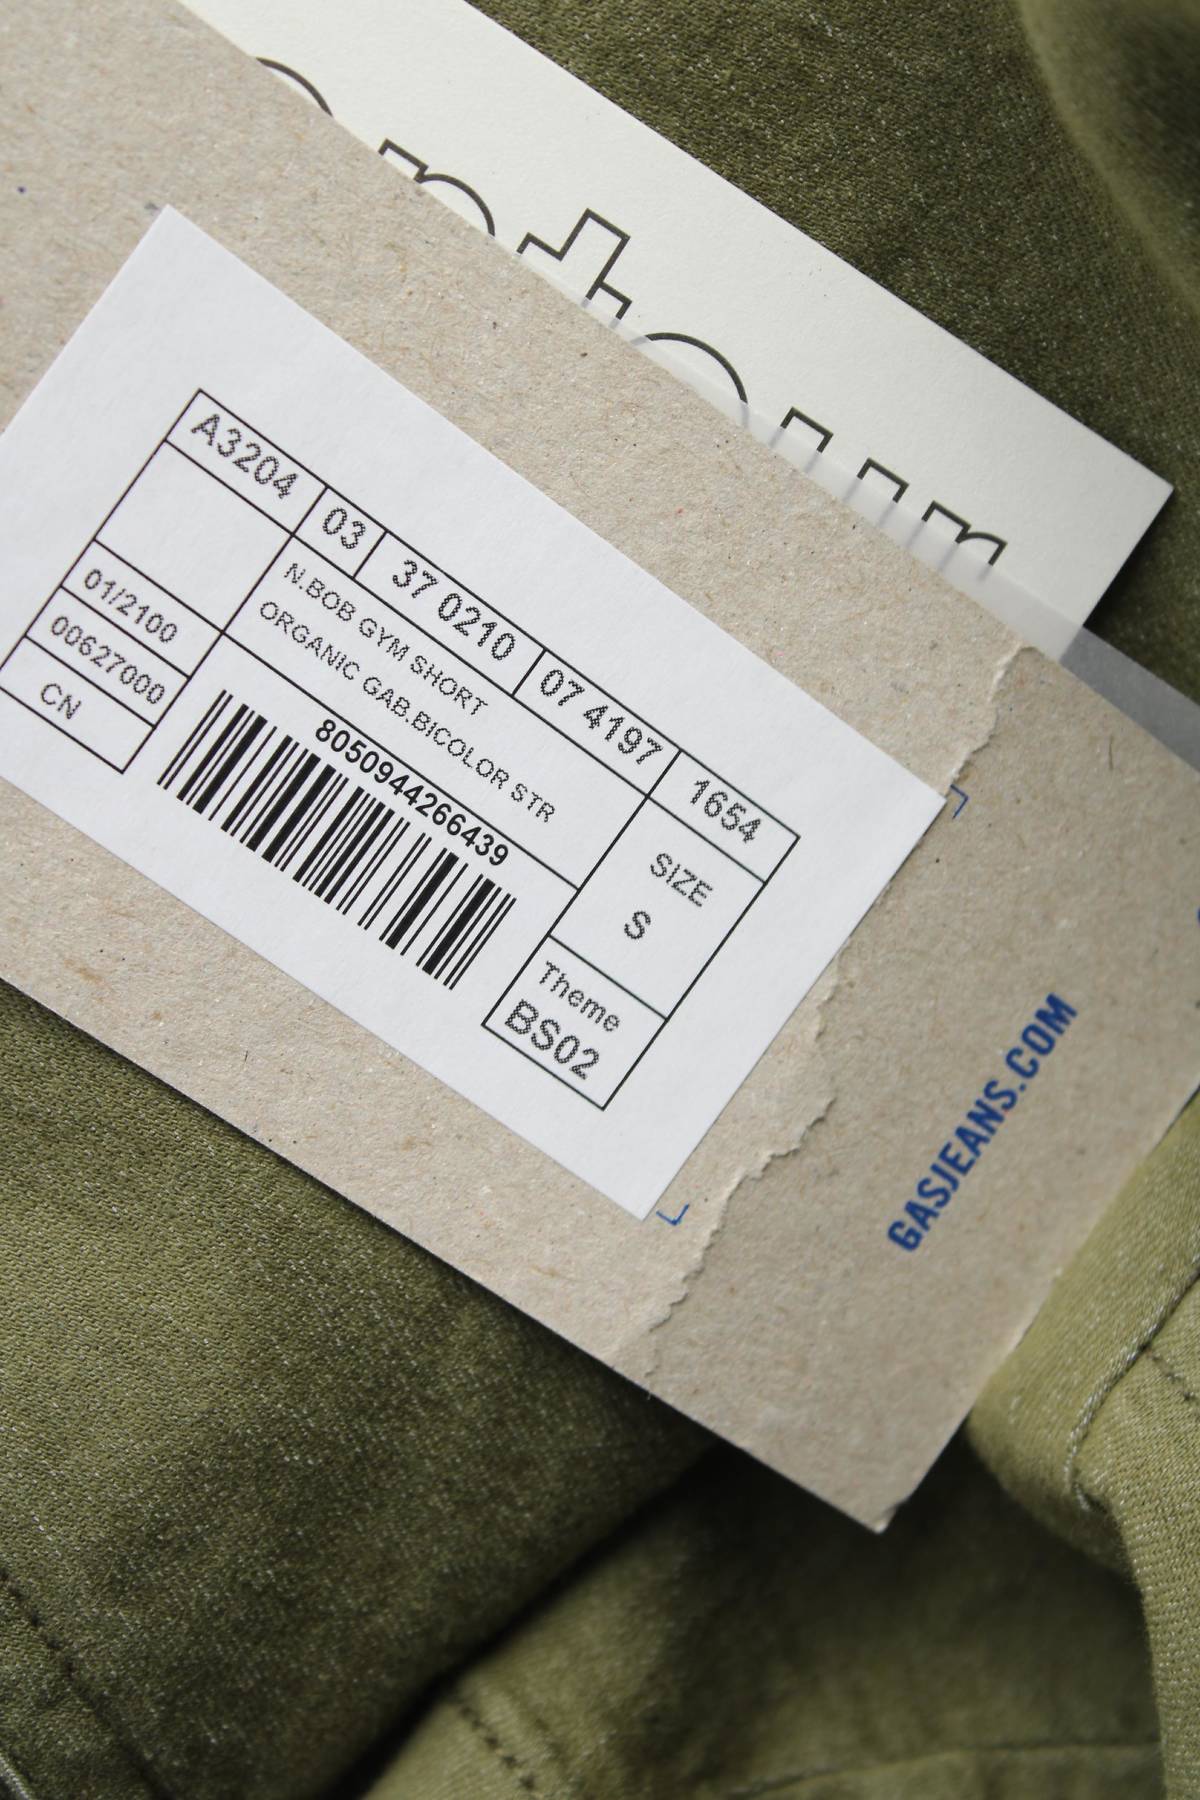 A3204 03 37 0210 07 4197 1654
N.BOB GYM SHORT
ORGANIC GAB.BICOLOR STR
SIZE
S
01/2100
00627000
CN
8050944266439
Theme
BS02
GASJEANS.COM